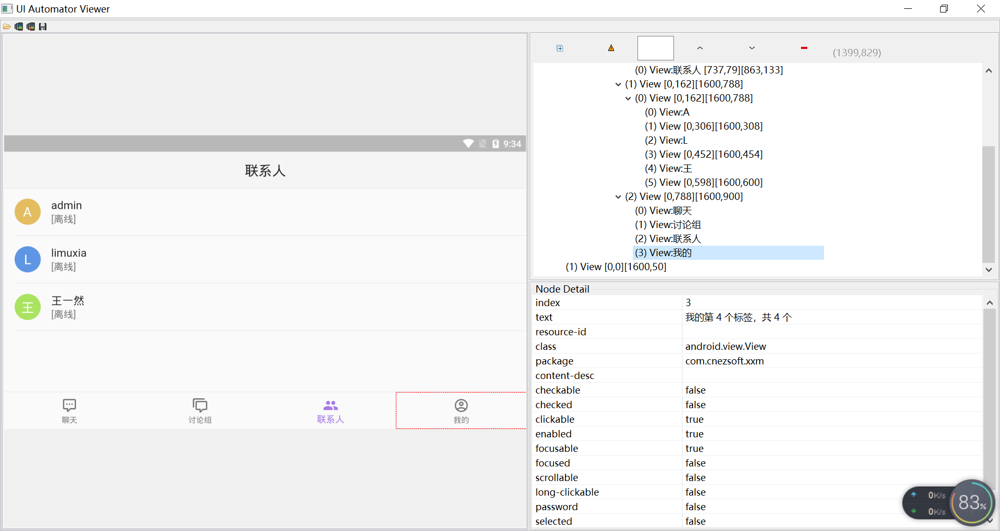 UI Automator Viewer
9:34
联系人
A
admin
[离线]
L
limuxia
[离线]
王
王一然
[离线]
聊天
讨论组
联系人
我的
(1399,829)
(0) View:联系人 [737,79][863,133]
(1) View [0,162][1600,788]
(0) View [0,162][1600,788]
(0) View:A
(1) View [0,306][1600,308]
(2) View:L
(3) View [0,452][1600,454]
(4) View:王
(5) View [0,598][1600,600]
(2) View [0,788][1600,900]
(0) View:聊天
(1) View:讨论组
(2) View:联系人
(3) View:我的
(1) View [0,0][1600,50]
Node Detail
index 3
text 我的第 4 个标签，共 4 个
resource-id
class android.view.View
package com.cnezsoft.xxm
content-desc
checkable false
checked false
clickable true
enabled true
focusable true
focused false
scrollable false
long-clickable false
password false
selected false
0K/s
0K/s
83%